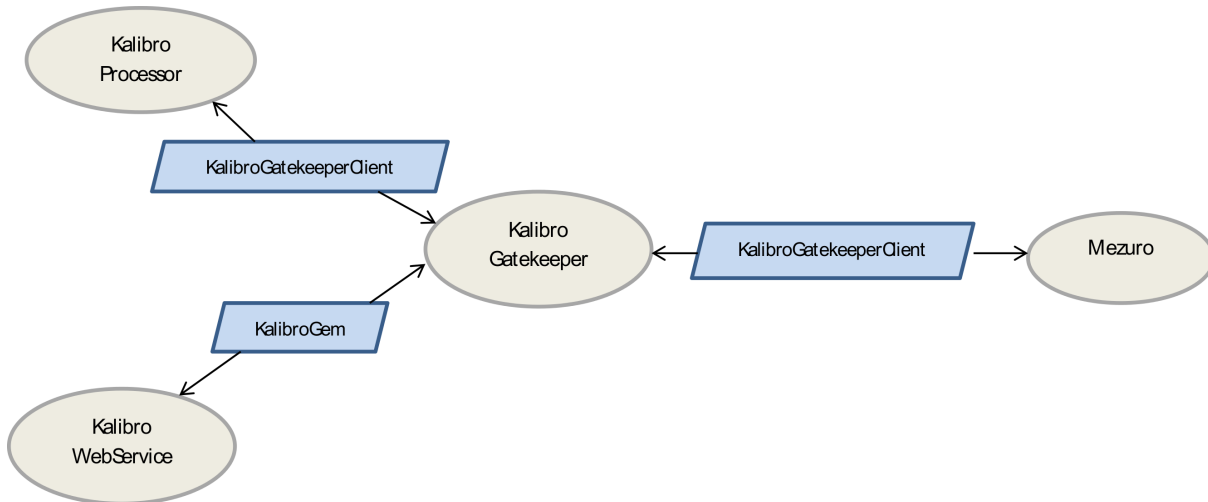 Kalibro
Processor
KalibroGatekeeperClient
Kalibro
Gatekeeper
KalibroGatekeeperClient
Mezuro
KalibroGem
Kalibro
WebService